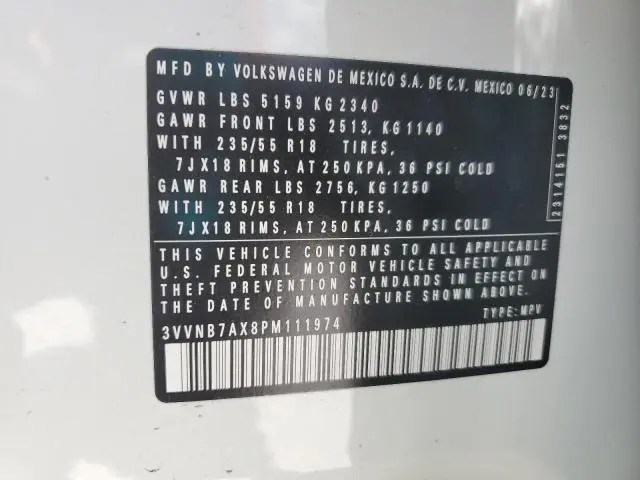 MFD BY VOLKSWAGEN DE MEXICO S.A. DE C.V. MEXICO 06/23
GVWR LBS 5159 KG 2340
GAWR FRONT LBS 2513, KG 1140
WITH 235/55 R18 TIRES,
7JX18 RIMS, AT 250 KPA, 36 PSI COLD
GAWR REAR LBS 2756, KG 1250
WITH 235/55 R18 TIRES,
7JX18 RIMS, AT 250 KPA, 36 PSI COLD
2314151 3832
THIS VEHICLE CONFORMS TO ALL APPLICABLE
U.S. FEDERAL MOTOR VEHICLE SAFETY AND
THEFT PREVENTION STANDARDS IN EFFECT ON
THE DATE OF MANUFACTURE SHOWN ABOVE.
3VVNB7AX8PM111974
TYPE: MPV